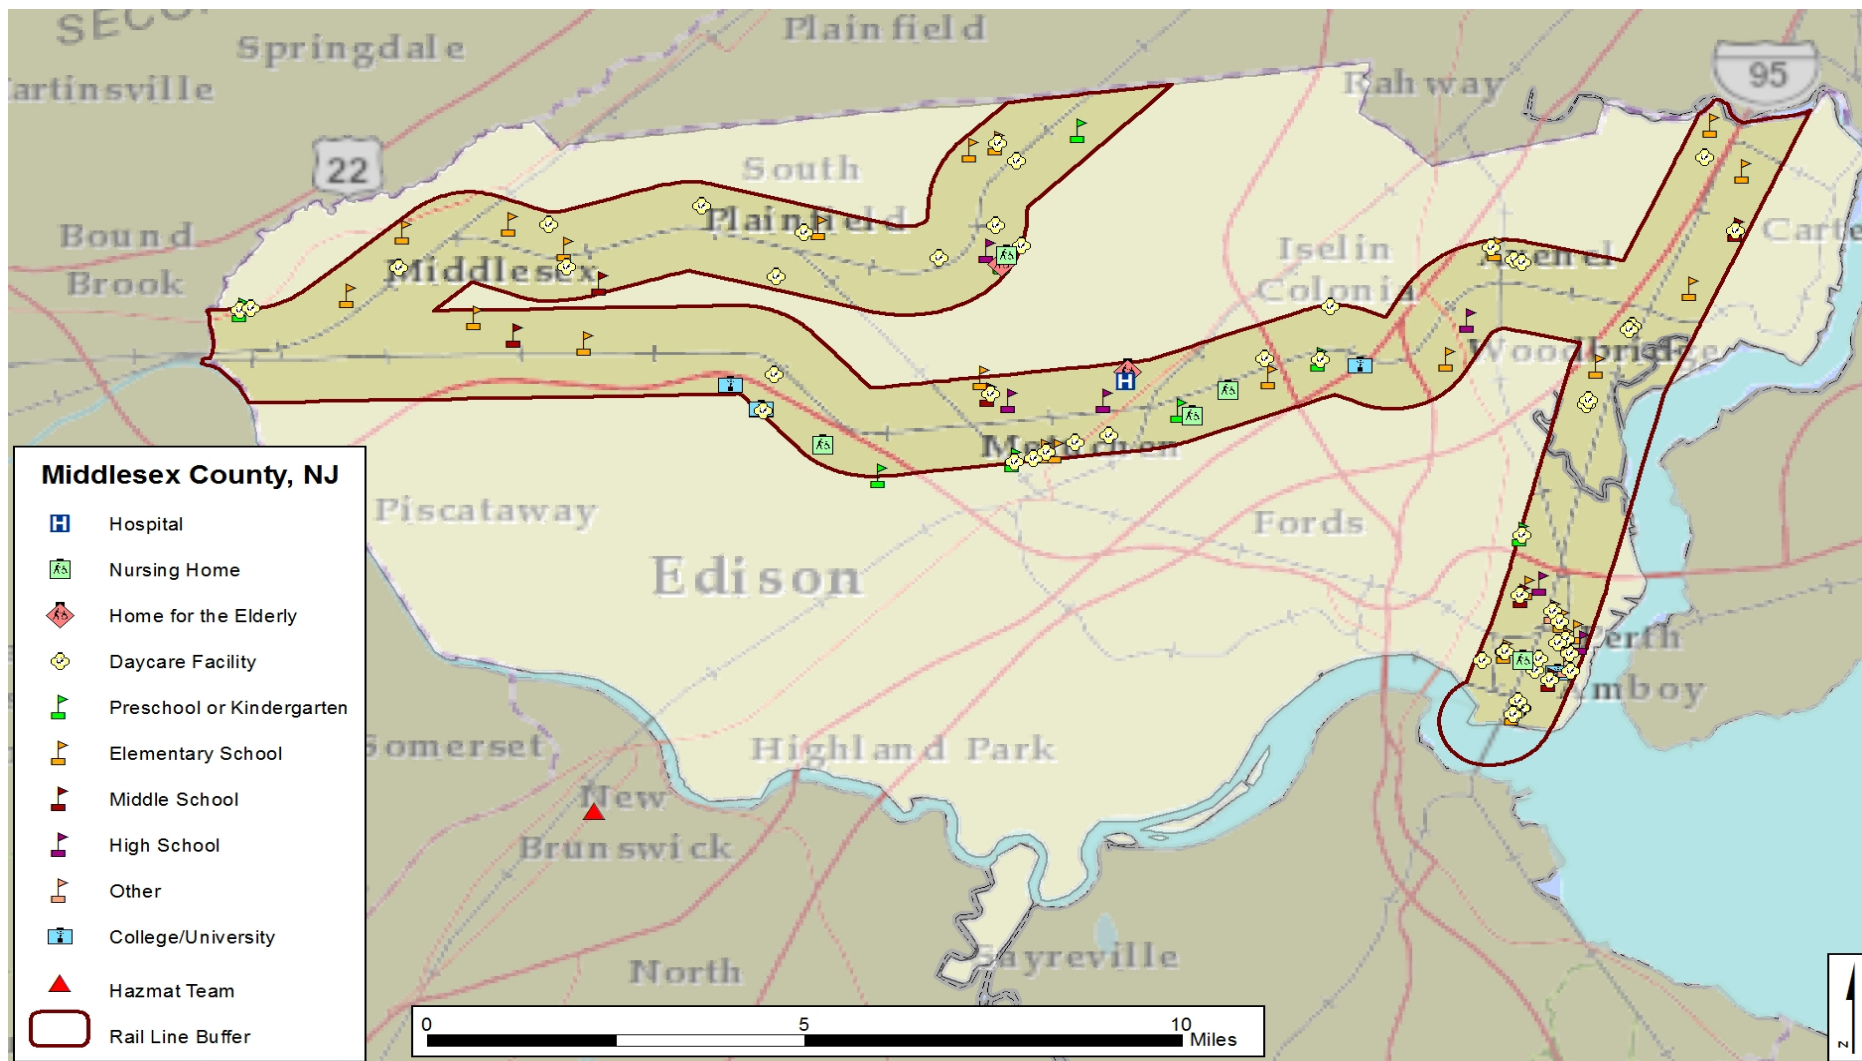 Springdale
Plainfield
artinsville
Rahway
95
22
South
Plainfield
Bound
Brook
Middlesex
Iselin
Colonia
Avenel
Carte
Woodbridge
Metuchen
Piscataway
Fords
Edison
Perth
Amboy
Somerset
Highland Park
New
Brunswick
North
Sayreville
Middlesex County, NJ
Hospital
Nursing Home
Home for the Elderly
Daycare Facility
Preschool or Kindergarten
Elementary School
Middle School
High School
Other
College/University
Hazmat Team
Rail Line Buffer
0 5 10
Miles
N